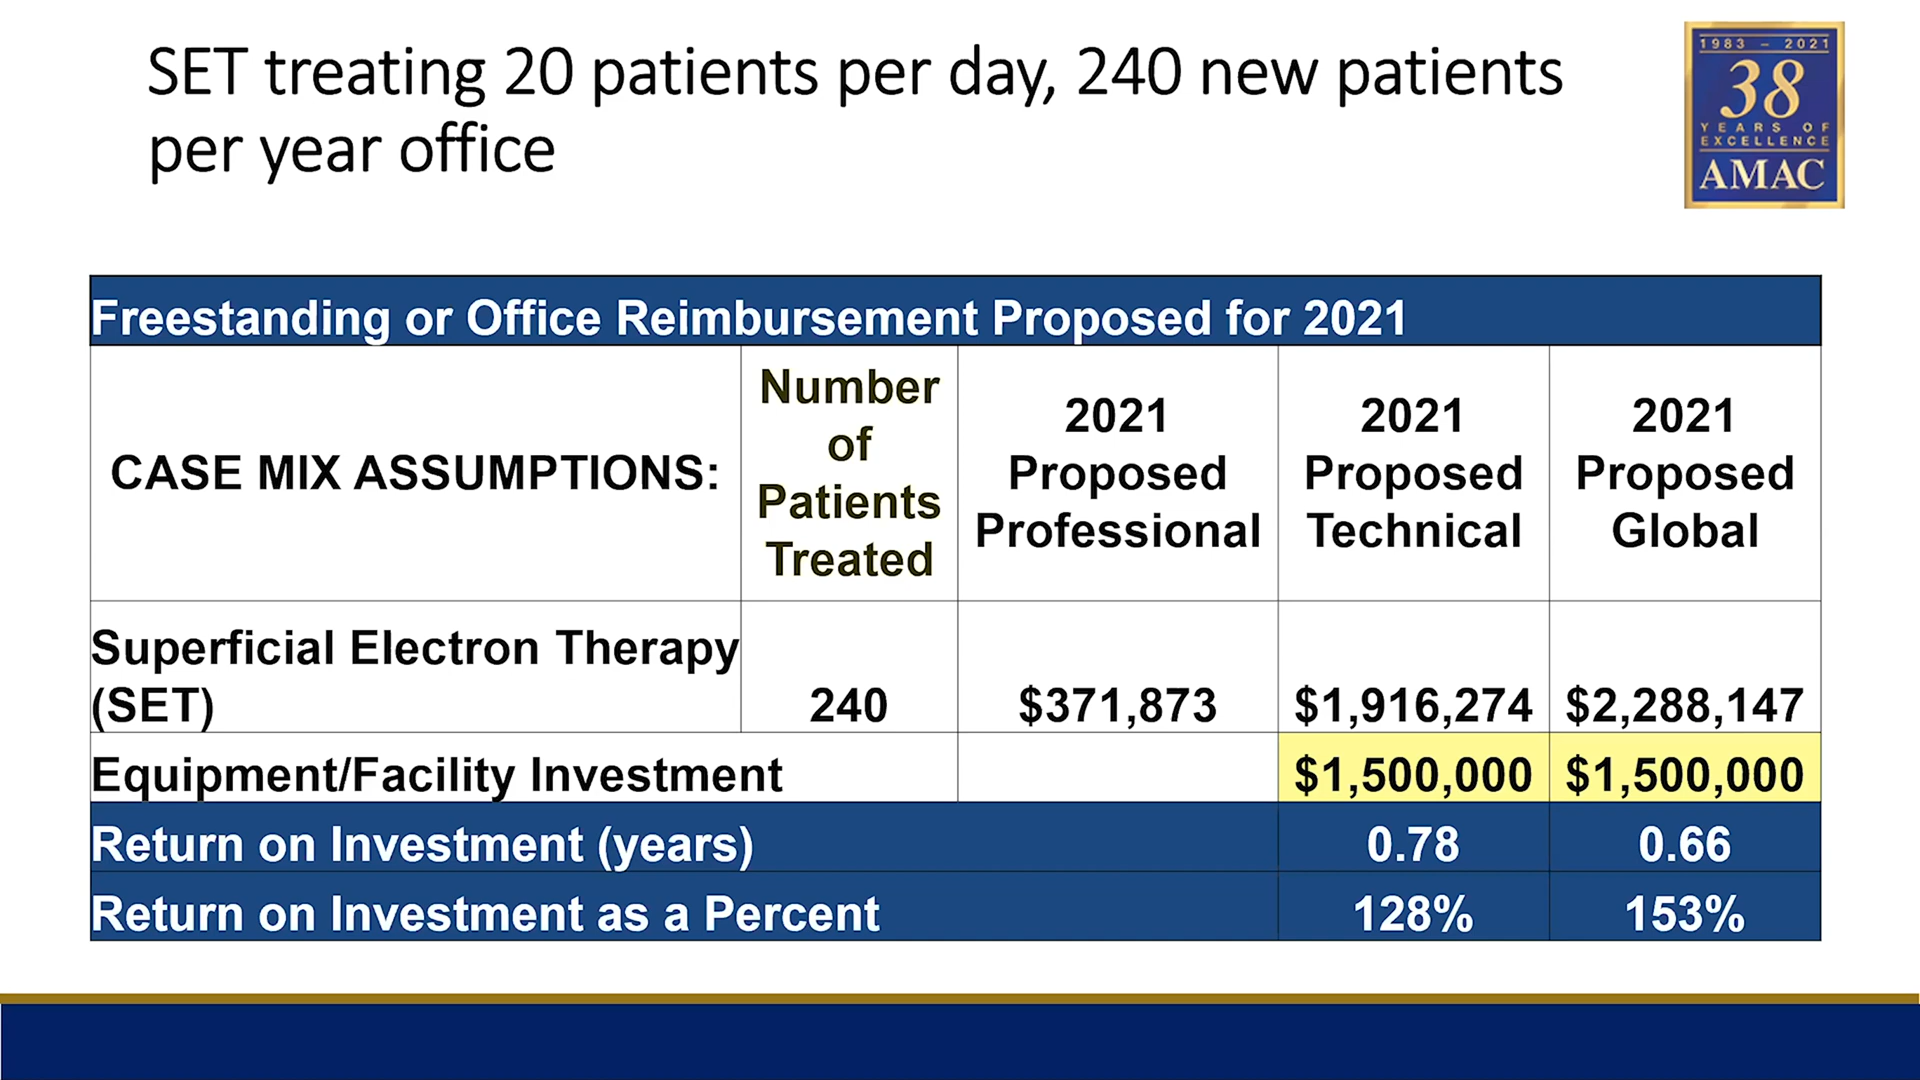 SET treating 20 patients per day, 240 new patients
per year office
1983 – 2021
38
YEARS OF
EXCELLENCE
AMAC
Freestanding or Office Reimbursement Proposed for 2021
CASE MIX ASSUMPTIONS:
Number
of
Patients
Treated
2021
Proposed
Professional
2021
Proposed
Technical
2021
Proposed
Global
Superficial Electron Therapy
(SET)
240
$371,873
$1,916,274
$2,288,147
Equipment/Facility Investment
$1,500,000
$1,500,000
Return on Investment (years)
0.78
0.66
Return on Investment as a Percent
128%
153%